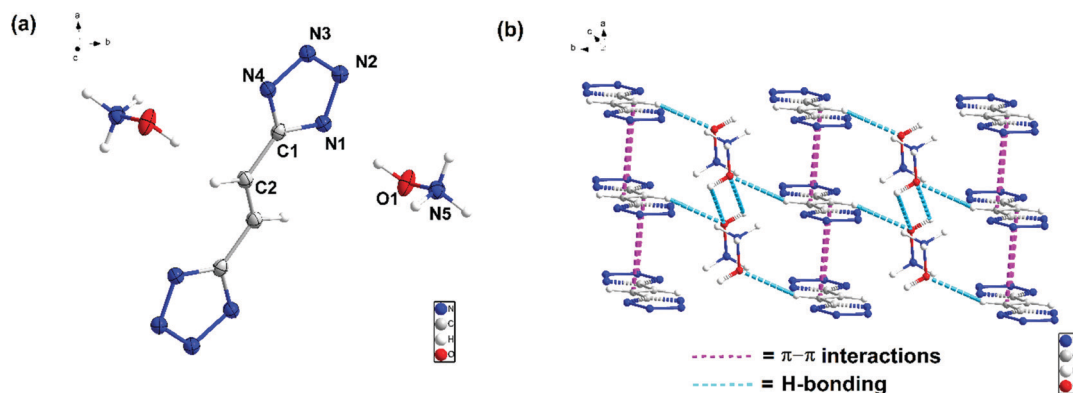 (a)
a
b
c
N3
N4
N2
N1
C1
C2
O1
N5
N
C
H
O
(b)
a
c
b
= π–π interactions
= H-bonding